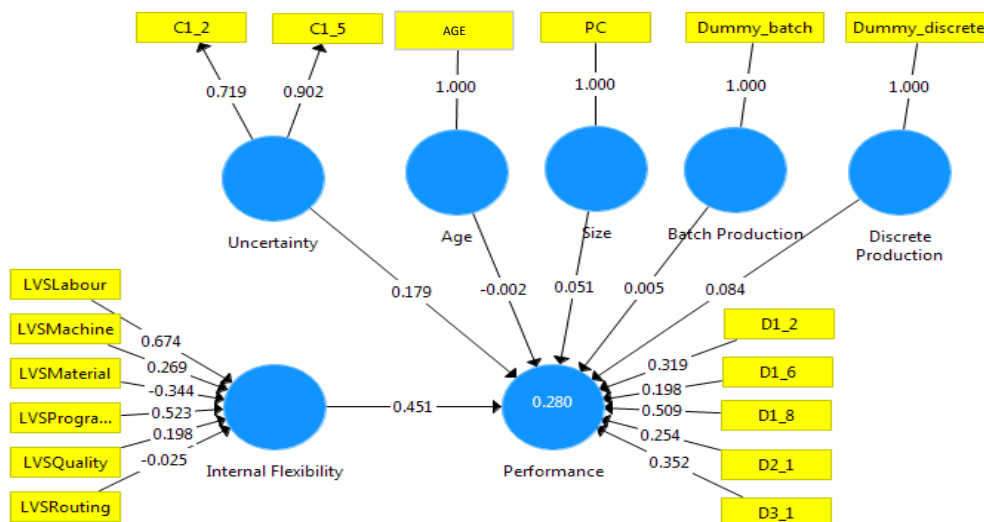 C1_2
C1_5
AGE
PC
Dummy_batch
Dummy_discrete
0.719
0.902
1.000
1.000
1.000
1.000
Uncertainty
Age
Size
Batch Production
Discrete
Production
0.179
-0.002
0.051
0.005
0.084
LVSLabour
LVSMachine
LVSMaterial
LVSProgra...
LVSQuality
LVSRouting
0.674
0.269
-0.344
0.523
0.198
-0.025
Internal Flexibility
0.451
0.280
Performance
0.319
0.198
0.509
0.254
0.352
D1_2
D1_6
D1_8
D2_1
D3_1